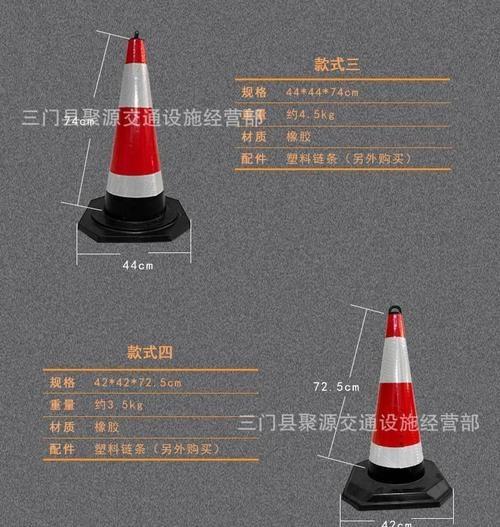 款式三
规格 44*44*74cm
重量 约4.5kg
材质 橡胶
配件 塑料链条（另外购买）
三门县聚源交通设施经营部
74cm
44cm
款式四
规格 42*42*72.5cm
重量 约3.5kg
材质 橡胶
配件 塑料链条（另外购买）
72.5cm
三门县聚源交通设施经营部
42cm